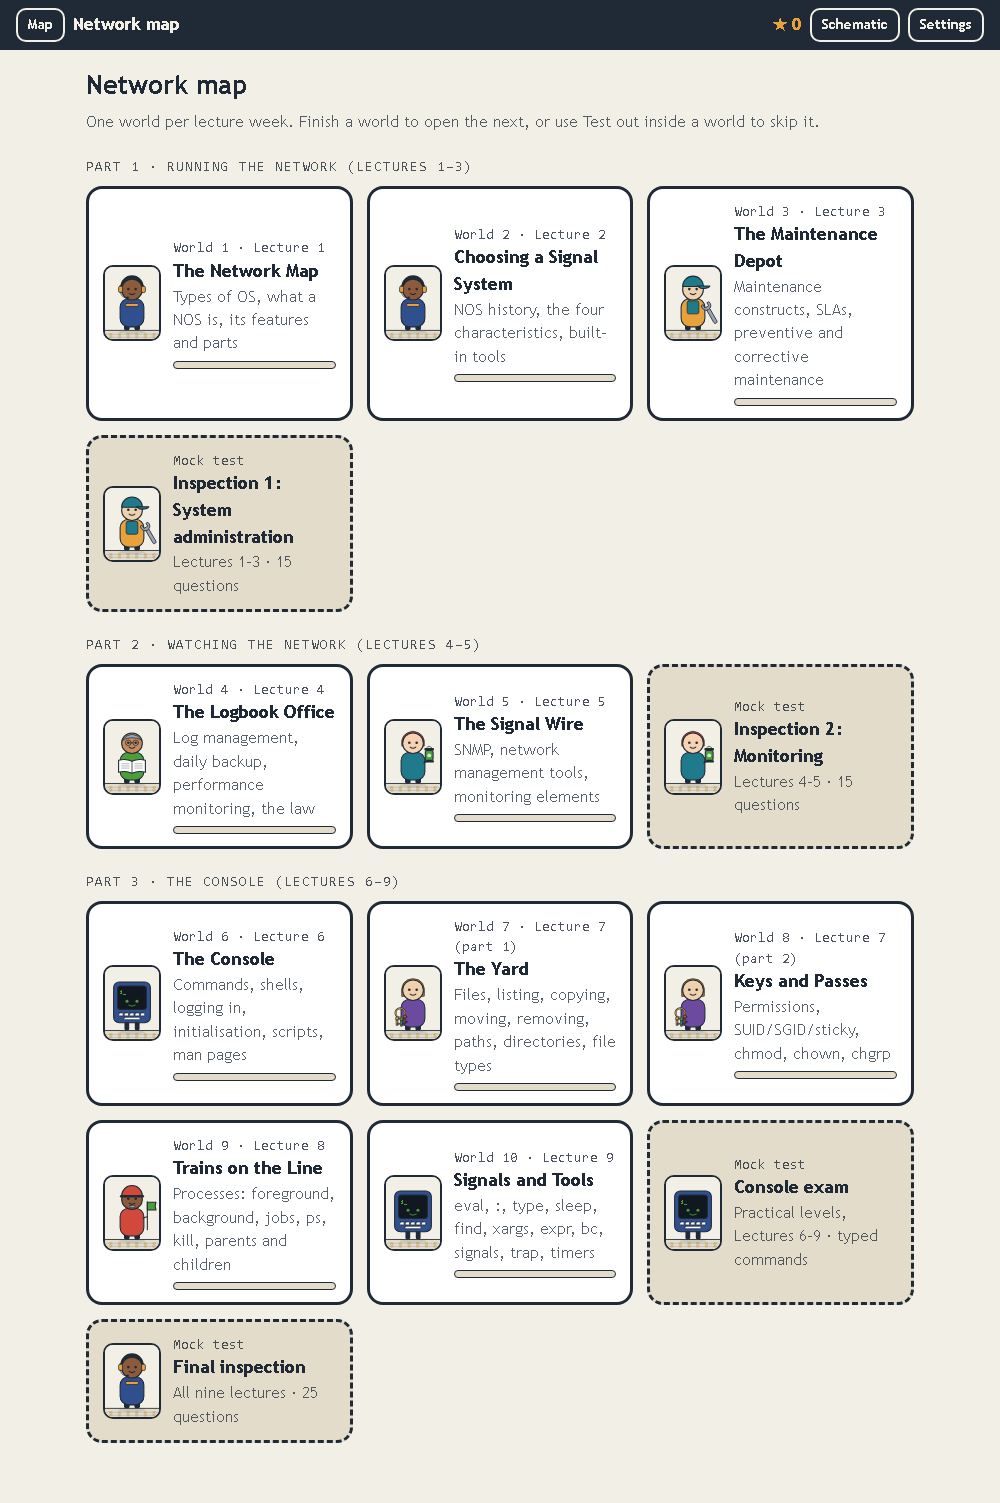 Map Network map ★ 0 Schematic Settings
Network map
One world per lecture week. Finish a world to open the next, or use Test out inside a world to skip it.
PART 1 · RUNNING THE NETWORK (LECTURES 1–3)
World 1 · Lecture 1
The Network Map
Types of OS, what a
NOS is, its features
and parts
World 2 · Lecture 2
Choosing a Signal
System
NOS history, the four
characteristics, built-
in tools
World 3 · Lecture 3
The Maintenance
Depot
Maintenance
constructs, SLAs,
preventive and
corrective
maintenance
Mock test
Inspection 1:
System
administration
Lectures 1-3 · 15
questions
PART 2 · WATCHING THE NETWORK (LECTURES 4–5)
World 4 · Lecture 4
The Logbook Office
Log management,
daily backup,
performance
monitoring, the law
World 5 · Lecture 5
The Signal Wire
SNMP, network
management tools,
monitoring elements
Mock test
Inspection 2:
Monitoring
Lectures 4-5 · 15
questions
PART 3 · THE CONSOLE (LECTURES 6–9)
World 6 · Lecture 6
The Console
Commands, shells,
logging in,
initialisation, scripts,
man pages
World 7 · Lecture 7
(part 1)
The Yard
Files, listing, copying,
moving, removing,
paths, directories, file
types
World 8 · Lecture 7
(part 2)
Keys and Passes
Permissions,
SUID/SGID/sticky,
chmod, chown, chgrp
World 9 · Lecture 8
Trains on the Line
Processes: foreground,
background, jobs, ps,
kill, parents and
children
World 10 · Lecture 9
Signals and Tools
eval, :, type, sleep,
find, xargs, expr, bc,
signals, trap, timers
Mock test
Console exam
Practical levels,
Lectures 6-9 · typed
commands
Mock test
Final inspection
All nine lectures · 25
questions